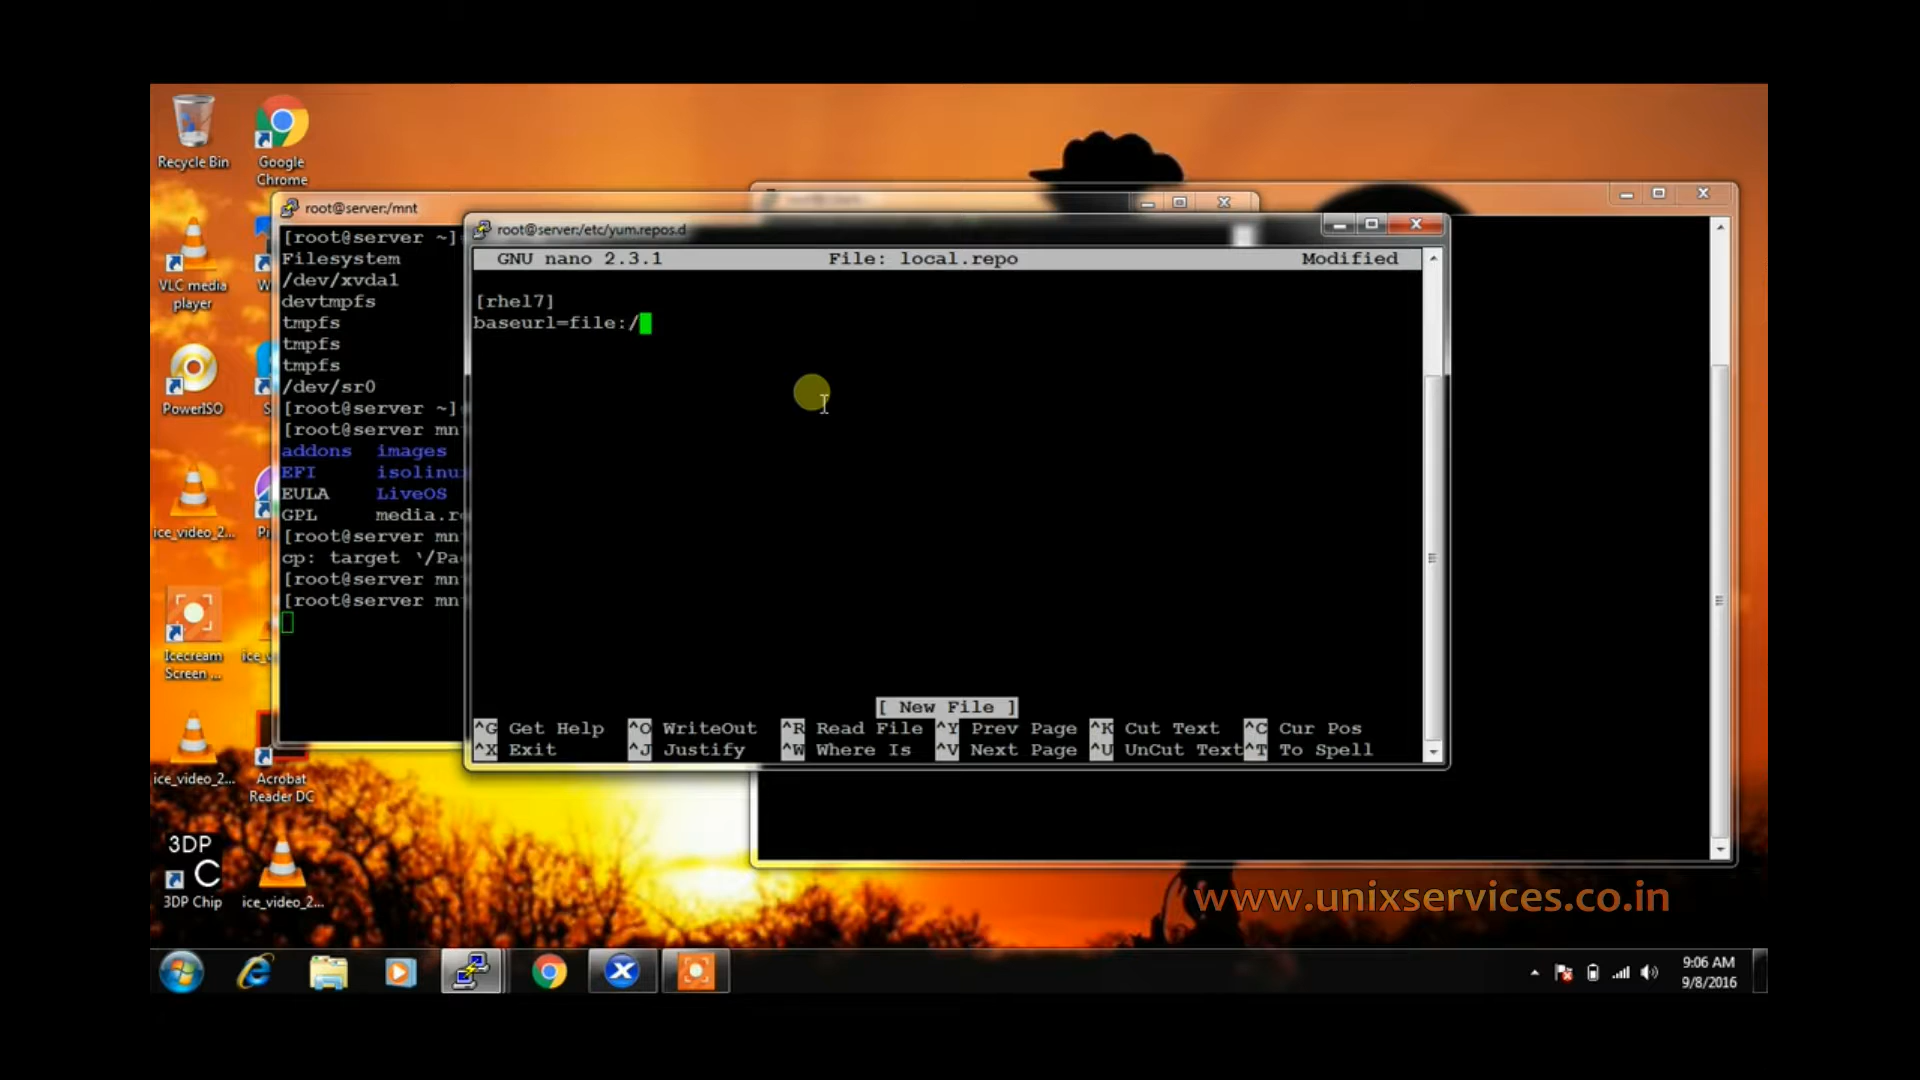 Recycle Bin
Google
Chrome
VLC media
player
PowerISO
ice_video_2...
Icecream
Screen ...
ice_video_2...
Acrobat
Reader DC
3DP
C
3DP Chip
ice_video_2...
root@server:/mnt
[root@server ~]
Filesystem
/dev/xvda1
devtmpfs
tmpfs
tmpfs
tmpfs
/dev/sr0
[root@server ~]
[root@server mn
addons images
EFI isolinu
EULA LiveOS
GPL media.r
[root@server mn
cp: target ‘/Pa
[root@server mn
[root@server mn
root@server:/etc/yum.repos.d
GNU nano 2.3.1 File: local.repo Modified
[rhel7]
baseurl=file:/
[ New File ]
^G Get Help ^O WriteOut ^R Read File ^Y Prev Page ^K Cut Text ^C Cur Pos
^X Exit ^J Justify ^W Where Is ^V Next Page ^U UnCut Text ^T To Spell
www.unixservices.co.in
9:06 AM
9/8/2016